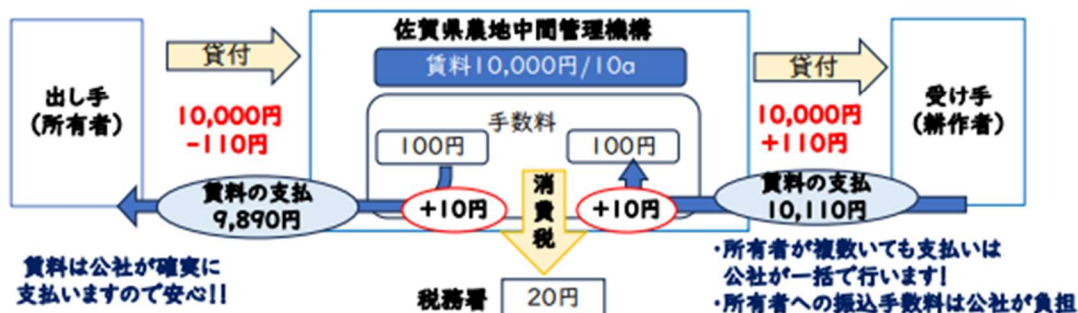 佐賀県農地中間管理機構
賃料10,000円/10a
出し手
(所有者)
貸付
10,000円
-110円
手数料
100円
100円
貸付
10,000円
+110円
受け手
(耕作者)
賃料の支払
9,890円
+10円
消費税
+10円
賃料の支払
10,110円
賃料は公社が確実に
支払いますので安心!!
税務署
20円
・所有者が複数いても支払いは
公社が一括で行います!
・所有者への振込手数料は公社が負担